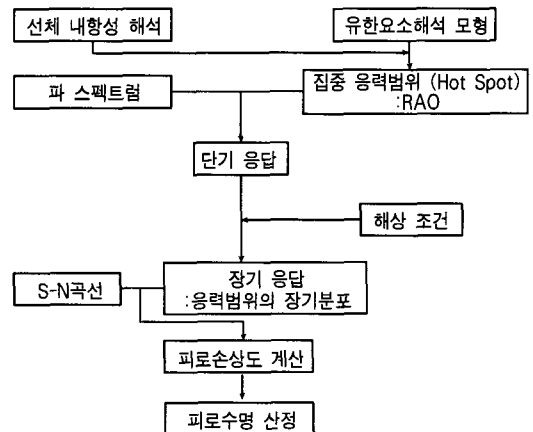 선체 내항성 해석
유한요소해석 모형
집중 응력범위 (Hot Spot)
:RAO
파 스펙트럼
단기 응답
해상 조건
장기 응답
:응력범위의 장기분포
S-N곡선
피로손상도 계산
피로수명 산정